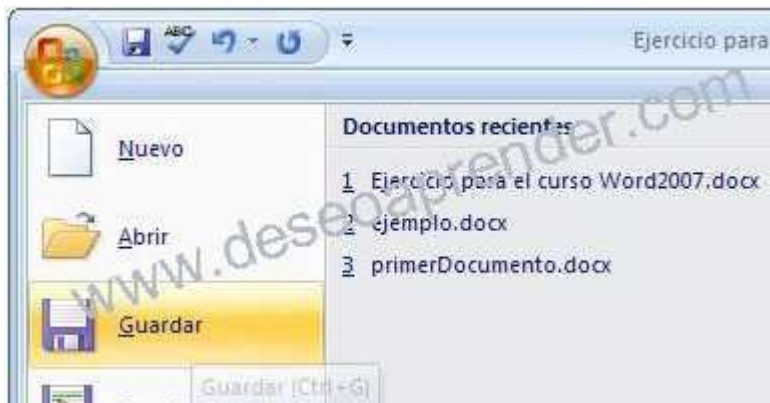 ABC
Ejercicio para
Nuevo
Abrir
Guardar
Guardar (Ctrl+G)
Documentos recientes
1 Ejercicio para el curso Word2007.docx
2 ejemplo.docx
3 primerDocumento.docx
www.deseoaprender.com